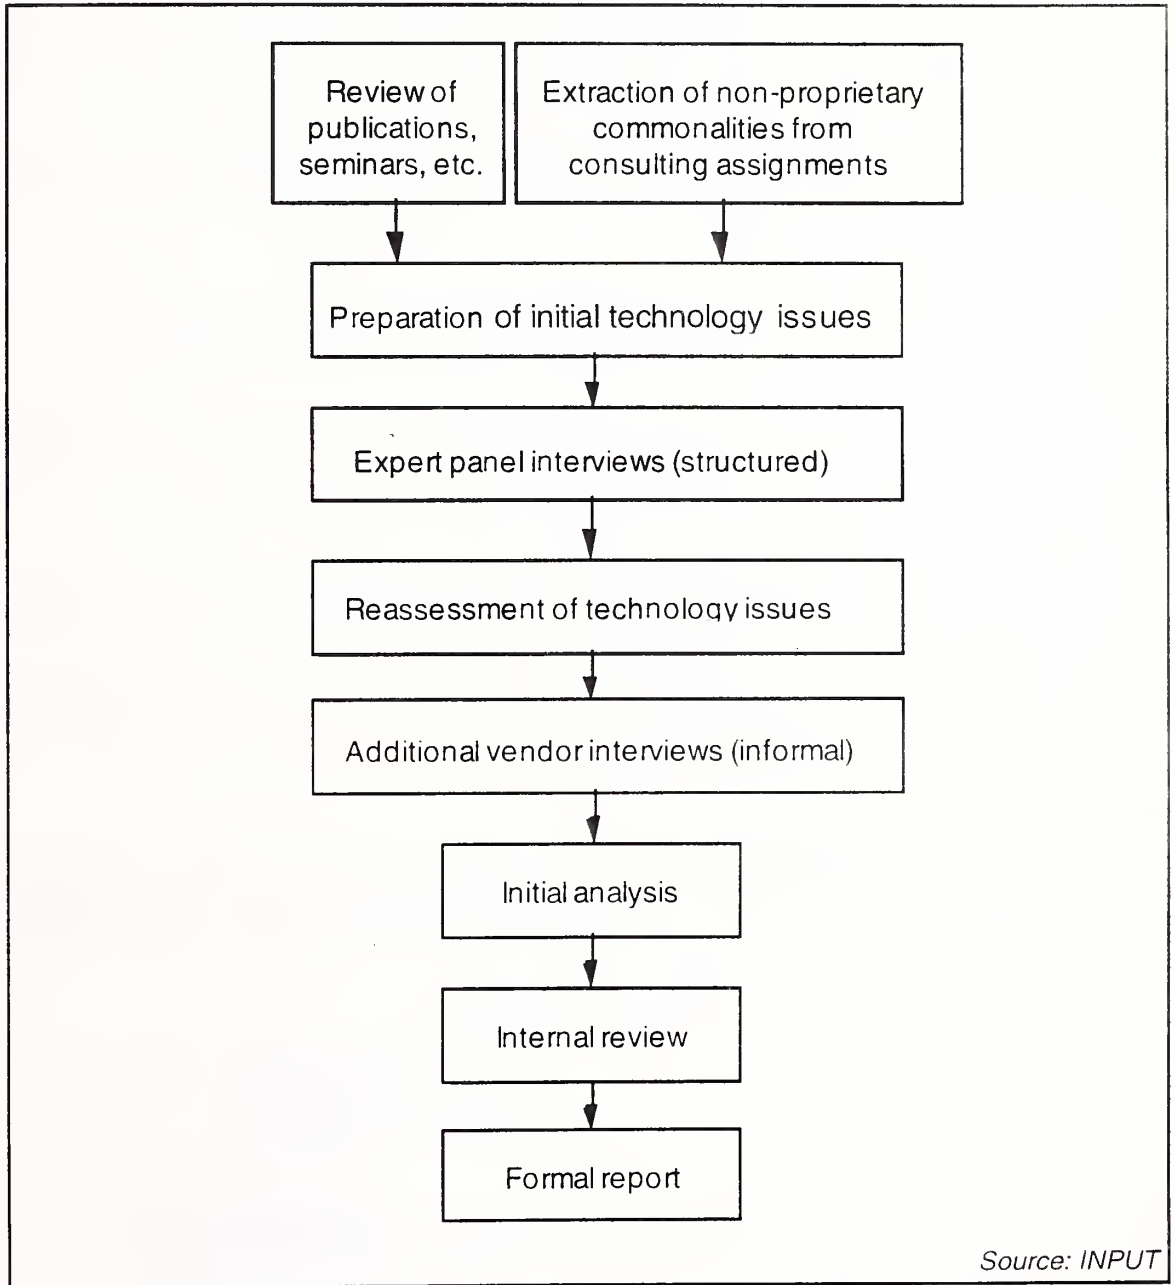 Review of
publications,
seminars, etc.
Extraction of non-proprietary
commonalities from
consulting assignments
Preparation of initial technology issues
Expert panel interviews (structured)
Reassessment of technology issues
Additional vendor interviews (informal)
Initial analysis
Internal review
Formal report
Source: INPUT